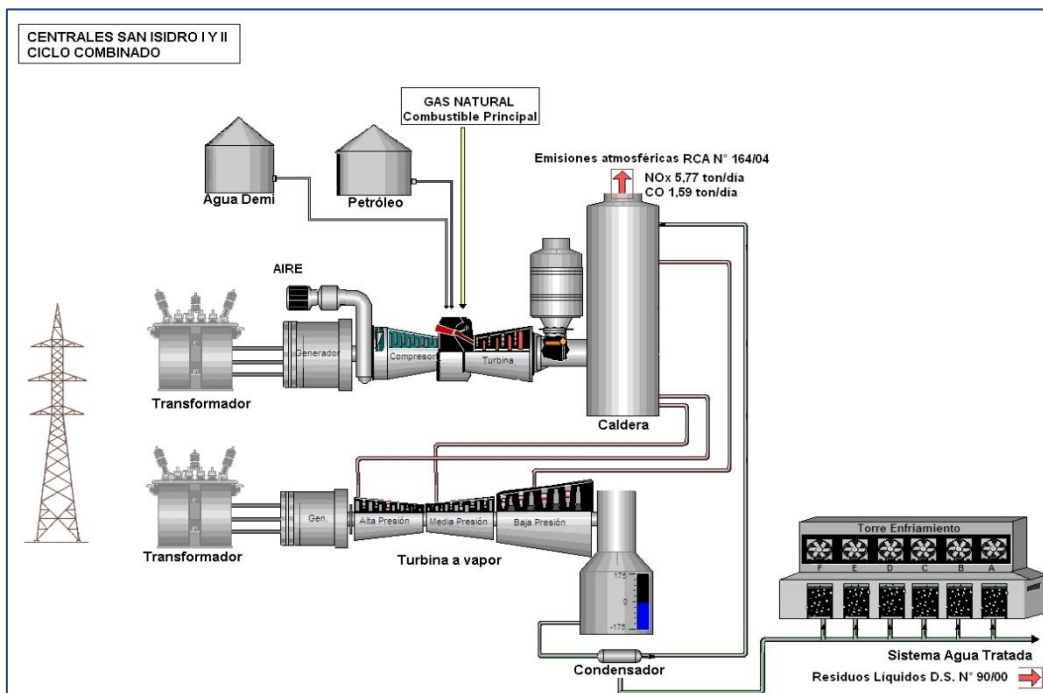 CENTRALES SAN ISIDRO I Y II
CICLO COMBINADO
GAS NATURAL
Combustible Principal
Emisiones atmosféricas RCA N° 164/04
NOx 5,77 ton/día
CO 1,59 ton/día
Agua Demi
Petróleo
AIRE
Generador
Compresor
Turbina
Transformador
Caldera
Gen.
Alta Presión
Media Presión
Baja Presión
Transformador
Turbina a vapor
175
0
-175
Torre Enfriamiento
F E D C B A
Condensador
Sistema Agua Tratada
Residuos Líquidos D.S. N° 90/00